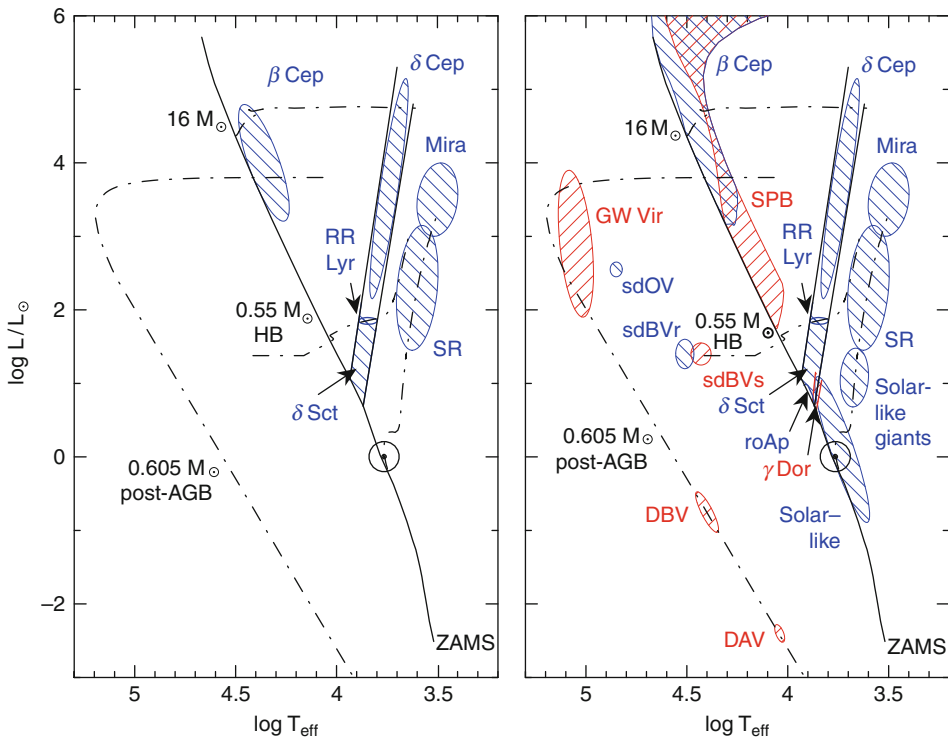 6
4
2
0
−2
log L/L⊙
5
4.5
4
3.5
log Teff
β Cep
δ Cep
16 M⊙
Mira
RR
Lyr
0.55 M⊙
HB
SR
δ Sct
0.605 M⊙
post-AGB
ZAMS
5
4.5
4
3.5
log Teff
β Cep
δ Cep
16 M⊙
Mira
GW Vir
SPB
RR
Lyr
sdOV
0.55 M⊙
HB
sdBVr
SR
sdBVs
δ Sct
Solar-
like
giants
roAp
γ Dor
0.605 M⊙
post-AGB
DBV
Solar–
like
DAV
ZAMS